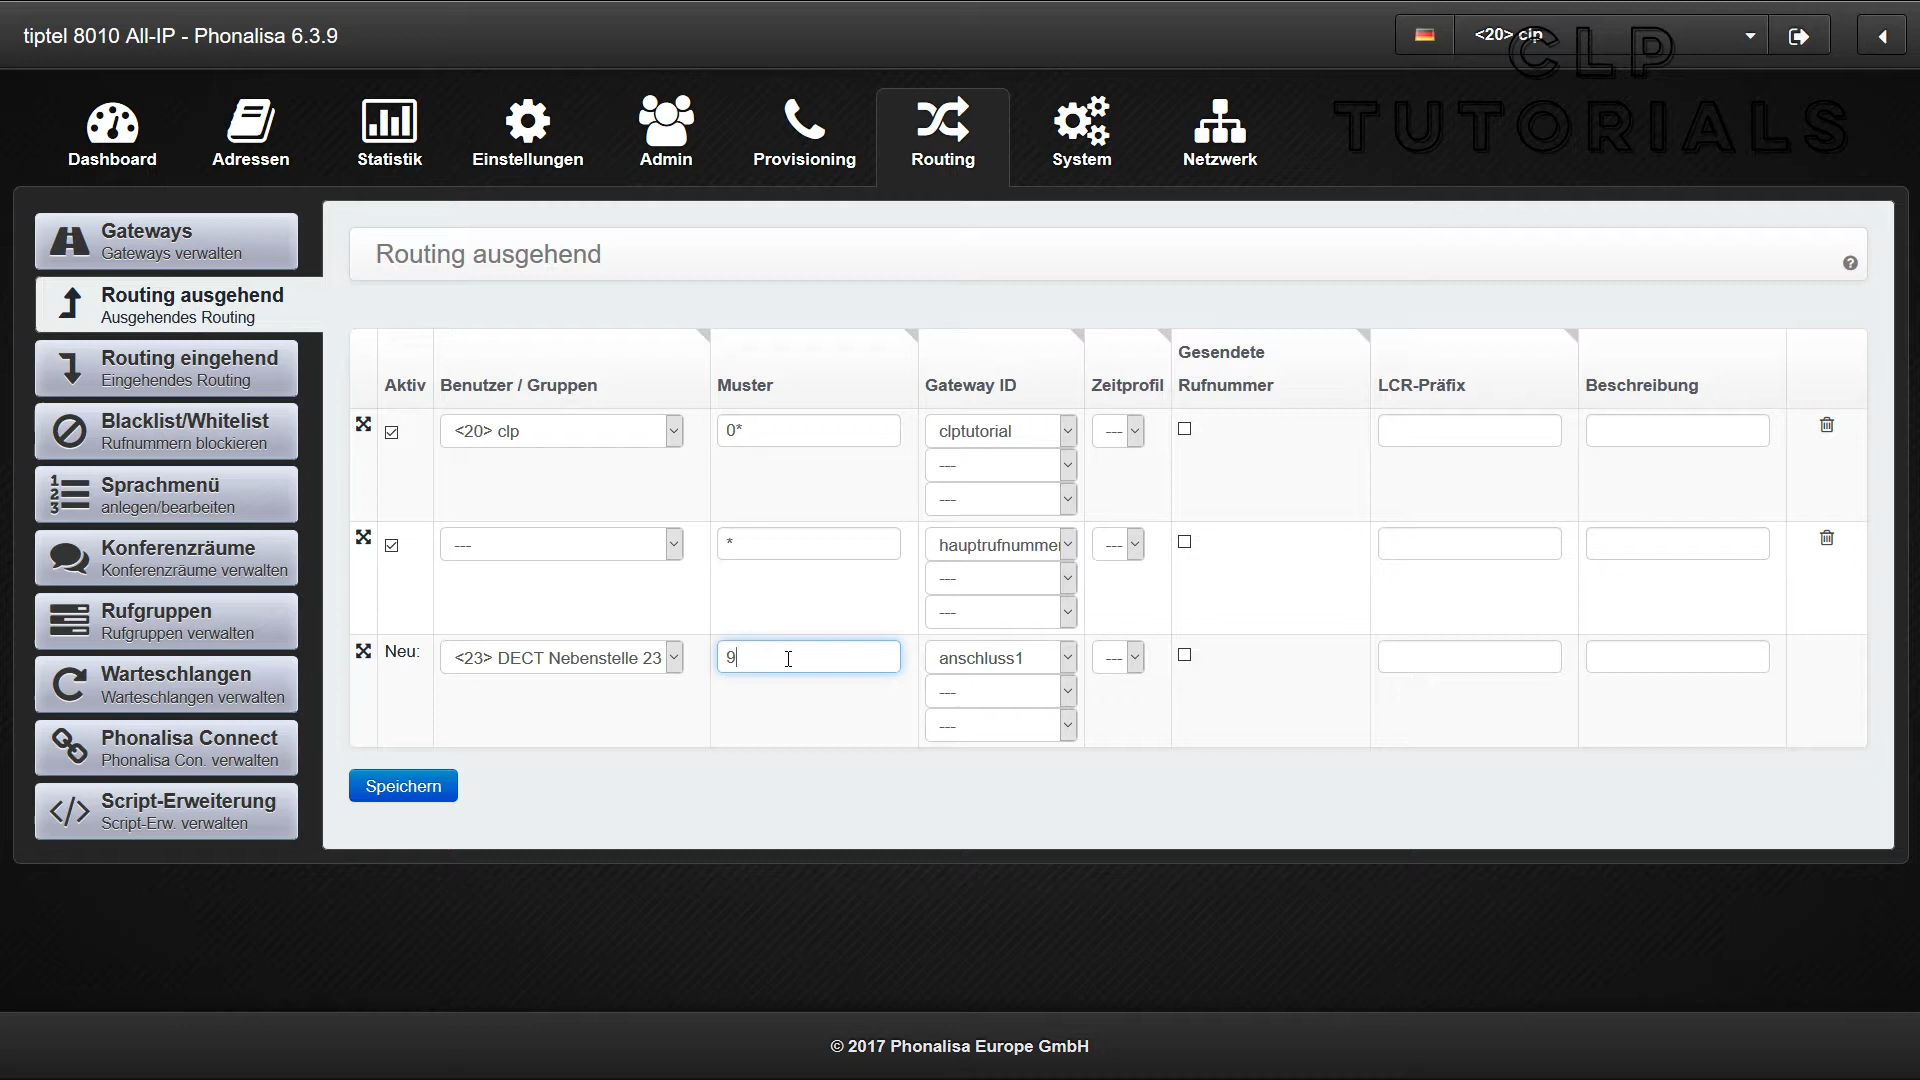 tiptel 8010 All-IP - Phonalisa 6.3.9
<20> clp
CLP
TUTORIALS
Dashboard
Adressen
Statistik
Einstellungen
Admin
Provisioning
Routing
System
Netzwerk
Gateways
Gateways verwalten
Routing ausgehend
Ausgehendes Routing
Routing eingehend
Eingehendes Routing
Blacklist/Whitelist
Rufnummern blockieren
Sprachmenü
anlegen/bearbeiten
Konferenzräume
Konferenzräume verwalten
Rufgruppen
Rufgruppen verwalten
Warteschlangen
Warteschlangen verwalten
Phonalisa Connect
Phonalisa Con. verwalten
Script-Erweiterung
Script-Erw. verwalten
Routing ausgehend
Aktiv
Benutzer / Gruppen
Muster
Gateway ID
Zeitprofil
Gesendete
Rufnummer
LCR-Präfix
Beschreibung
<20> clp
0*
clptutorial
---
---
---
---
*
hauptrufnummer
---
---
---
Neu:
<23> DECT Nebenstelle 23
9
anschluss1
---
---
---
Speichern
© 2017 Phonalisa Europe GmbH